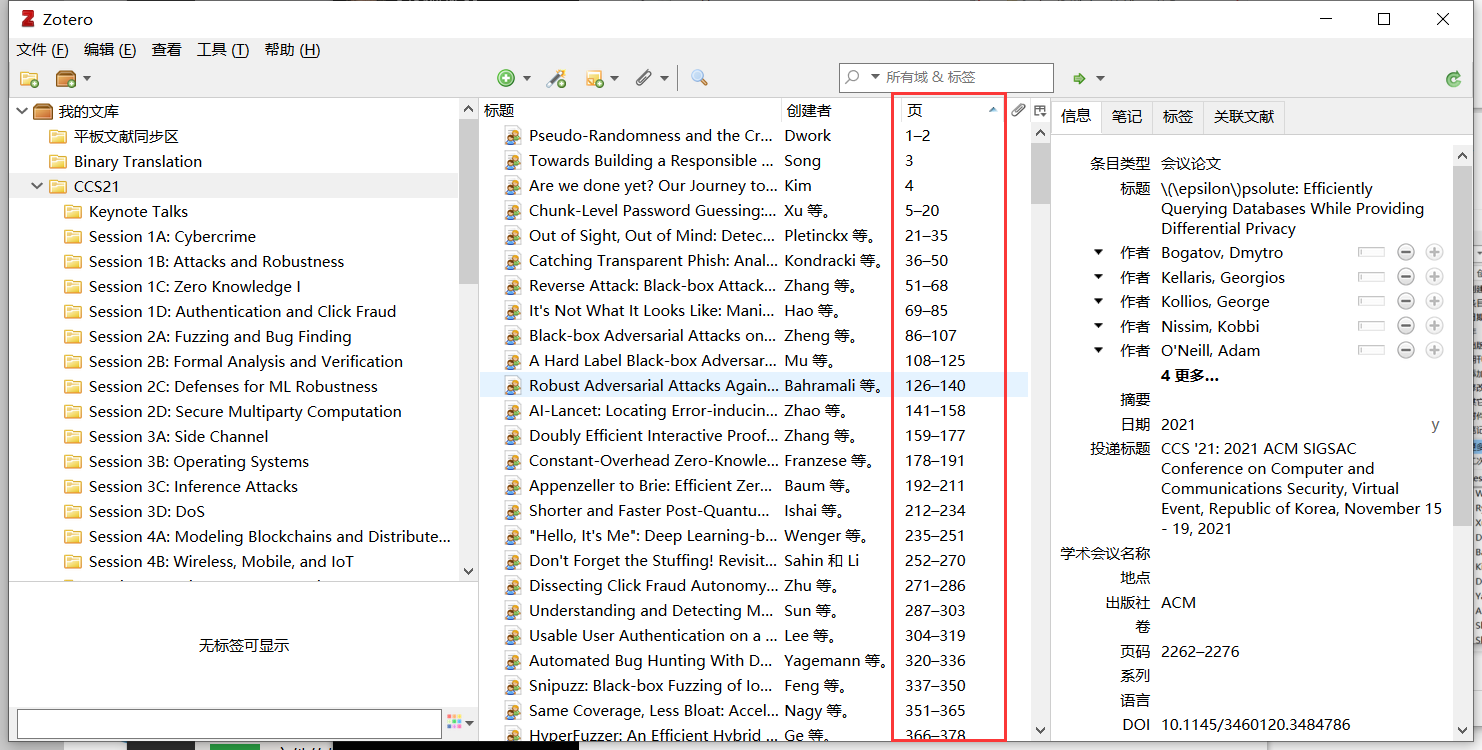 Zotero
文件 (F) 编辑 (E) 查看 工具 (T) 帮助 (H)
所有域 & 标签
我的文库
平板文献同步区
Binary Translation
CCS21
Keynote Talks
Session 1A: Cybercrime
Session 1B: Attacks and Robustness
Session 1C: Zero Knowledge I
Session 1D: Authentication and Click Fraud
Session 2A: Fuzzing and Bug Finding
Session 2B: Formal Analysis and Verification
Session 2C: Defenses for ML Robustness
Session 2D: Secure Multiparty Computation
Session 3A: Side Channel
Session 3B: Operating Systems
Session 3C: Inference Attacks
Session 3D: DoS
Session 4A: Modeling Blockchains and Distribute...
Session 4B: Wireless, Mobile, and IoT
无标签可显示
标题 创建者 页
Pseudo-Randomness and the Cr... Dwork 1–2
Towards Building a Responsible ... Song 3
Are we done yet? Our Journey to... Kim 4
Chunk-Level Password Guessing:... Xu 等。 5–20
Out of Sight, Out of Mind: Detec... Pletinckx 等。 21–35
Catching Transparent Phish: Anal... Kondracki 等。 36–50
Reverse Attack: Black-box Attack... Zhang 等。 51–68
It's Not What It Looks Like: Mani... Hao 等。 69–85
Black-box Adversarial Attacks on... Zheng 等。 86–107
A Hard Label Black-box Adversar... Mu 等。 108–125
Robust Adversarial Attacks Again... Bahramali 等。 126–140
AI-Lancet: Locating Error-inducin... Zhao 等。 141–158
Doubly Efficient Interactive Proof... Zhang 等。 159–177
Constant-Overhead Zero-Knowle... Franzese 等。 178–191
Appenzeller to Brie: Efficient Zer... Baum 等。 192–211
Shorter and Faster Post-Quantu... Ishai 等。 212–234
"Hello, It's Me": Deep Learning-b... Wenger 等。 235–251
Don't Forget the Stuffing! Revisit... Sahin 和 Li 252–270
Dissecting Click Fraud Autonomy... Zhu 等。 271–286
Understanding and Detecting M... Sun 等。 287–303
Usable User Authentication on a ... Lee 等。 304–319
Automated Bug Hunting With D... Yagemann 等。 320–336
Snipuzz: Black-box Fuzzing of Io... Feng 等。 337–350
Same Coverage, Less Bloat: Accel... Nagy 等。 351–365
HyperFuzzer: An Efficient Hybrid ... Ge 等。 366–378
信息 笔记 标签 关联文献
条目类型 会议论文
标题 \(\epsilon\)psolute: Efficiently
Querying Databases While Providing
Differential Privacy
作者 Bogatov, Dmytro
作者 Kellaris, Georgios
作者 Kollios, George
作者 Nissim, Kobbi
作者 O'Neill, Adam
4 更多...
摘要
日期 2021 y
投递标题 CCS '21: 2021 ACM SIGSAC
Conference on Computer and
Communications Security, Virtual
Event, Republic of Korea, November 15
- 19, 2021
学术会议名称
地点
出版社 ACM
卷
页码 2262–2276
系列
语言
DOI 10.1145/3460120.3484786